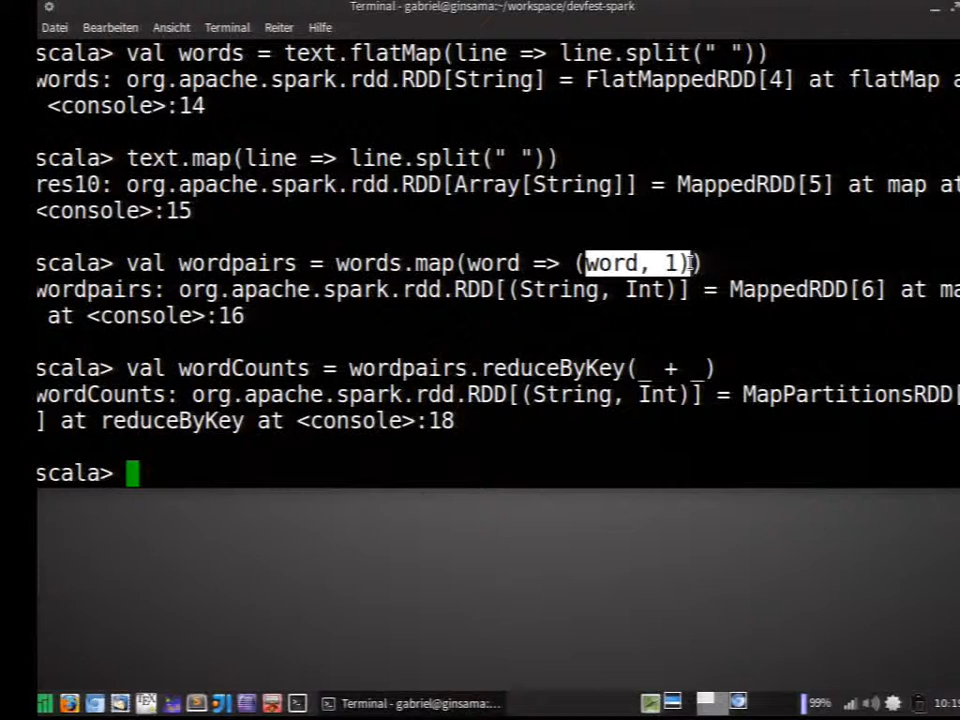 Terminal - gabriel@ginsama:~/workspace/devfest-spark
Datei Bearbeiten Ansicht Terminal Reiter Hilfe
scala> val words = text.flatMap(line => line.split(" "))
words: org.apache.spark.rdd.RDD[String] = FlatMappedRDD[4] at flatMap a
<console>:14
scala> text.map(line => line.split(" "))
res10: org.apache.spark.rdd.RDD[Array[String]] = MappedRDD[5] at map at
<console>:15
scala> val wordpairs = words.map(word => (word, 1))
wordpairs: org.apache.spark.rdd.RDD[(String, Int)] = MappedRDD[6] at ma
at <console>:16
scala> val wordCounts = wordpairs.reduceByKey(_ + _)
wordCounts: org.apache.spark.rdd.RDD[(String, Int)] = MapPartitionsRDD[
] at reduceByKey at <console>:18
scala>
Terminal - gabriel@ginsama:~/workspac...
99%
10:19